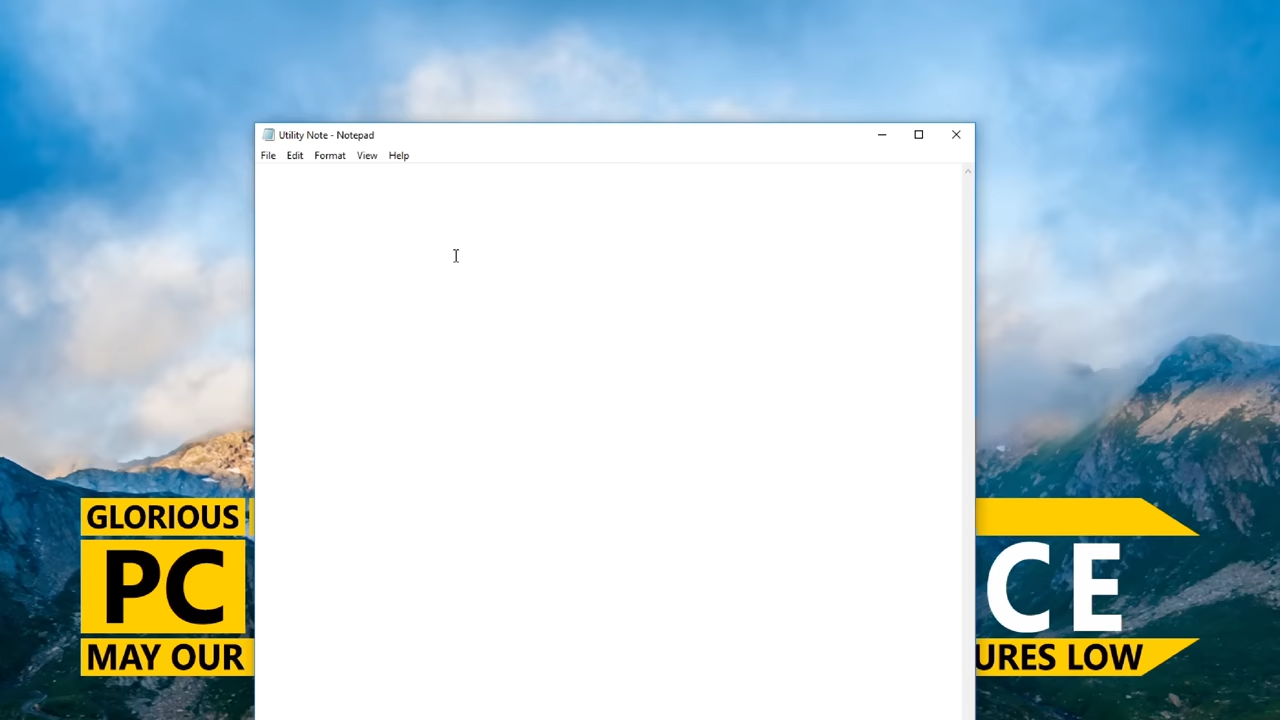 Utility Note - Notepad
File Edit Format View Help
GLORIOUS
PC CE
MAY OUR URES LOW